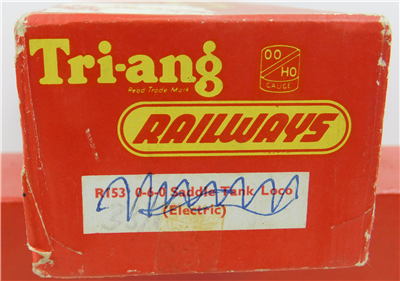 Tri-ang
Regd Trade Mark
OO
HO
GAUGE
RAILWAYS
R153 0-6-0 Saddle Tank Loco
(Electric)